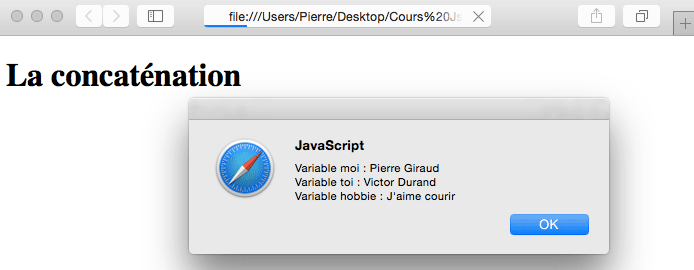 file:///Users/Pierre/Desktop/Cours%20Js
La concaténation
JavaScript
Variable moi : Pierre Giraud
Variable toi : Victor Durand
Variable hobbie : J'aime courir
OK